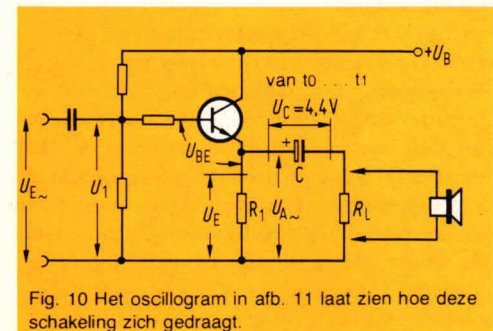 +U_B
van t0 ... t1
U_C=4,4V
U_BE
+
C
U_E~
U_1
U_E
R_1
U_A~
R_L
Fig. 10 Het oscillogram in afb. 11 laat zien hoe deze
schakeling zich gedraagt.